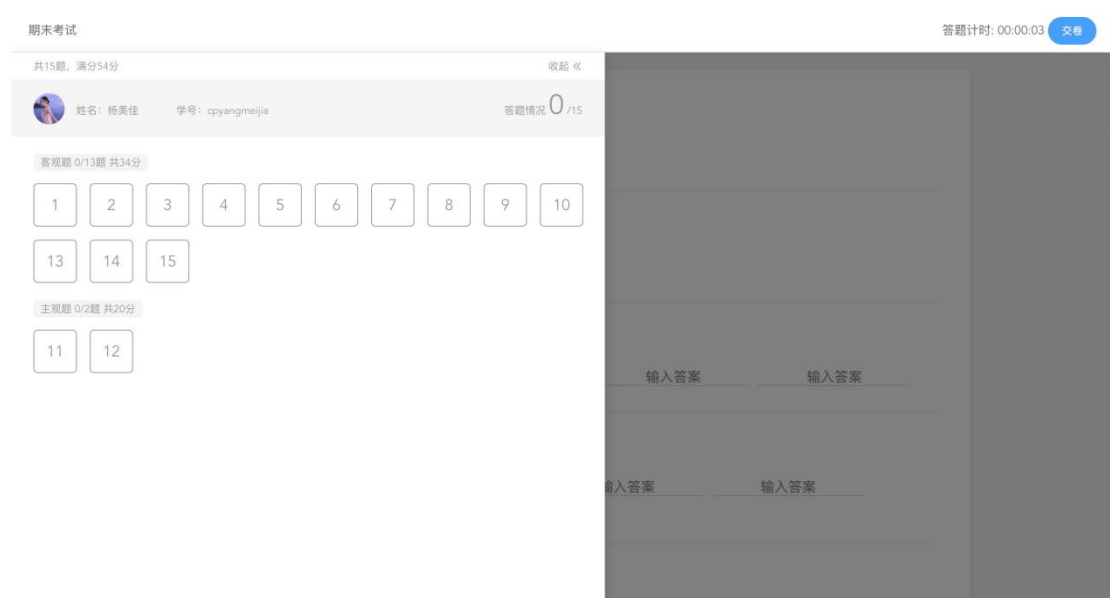 期末考试
答题计时: 00:00:03 交卷
共15题，满分54分 收起 «
姓名：杨美佳 学号：cpyangmeijia 答题情况 0 /15
客观题 0/13题 共34分
1 2 3 4 5 6 7 8 9 10
13 14 15
主观题 0/2题 共20分
11 12
输入答案 输入答案
输入答案 输入答案